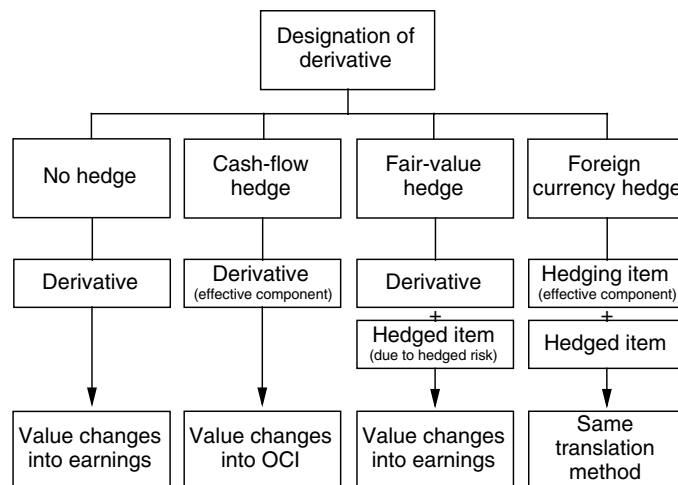 Designation of
derivative
No hedge
Cash-flow
hedge
Fair-value
hedge
Foreign
currency hedge
Derivative
Derivative
(effective component)
Derivative
Hedging item
(effective component)
+
+
Hedged item
(due to hedged risk)
Hedged item
Value changes
into earnings
Value changes
into OCI
Value changes
into earnings
Same
translation
method